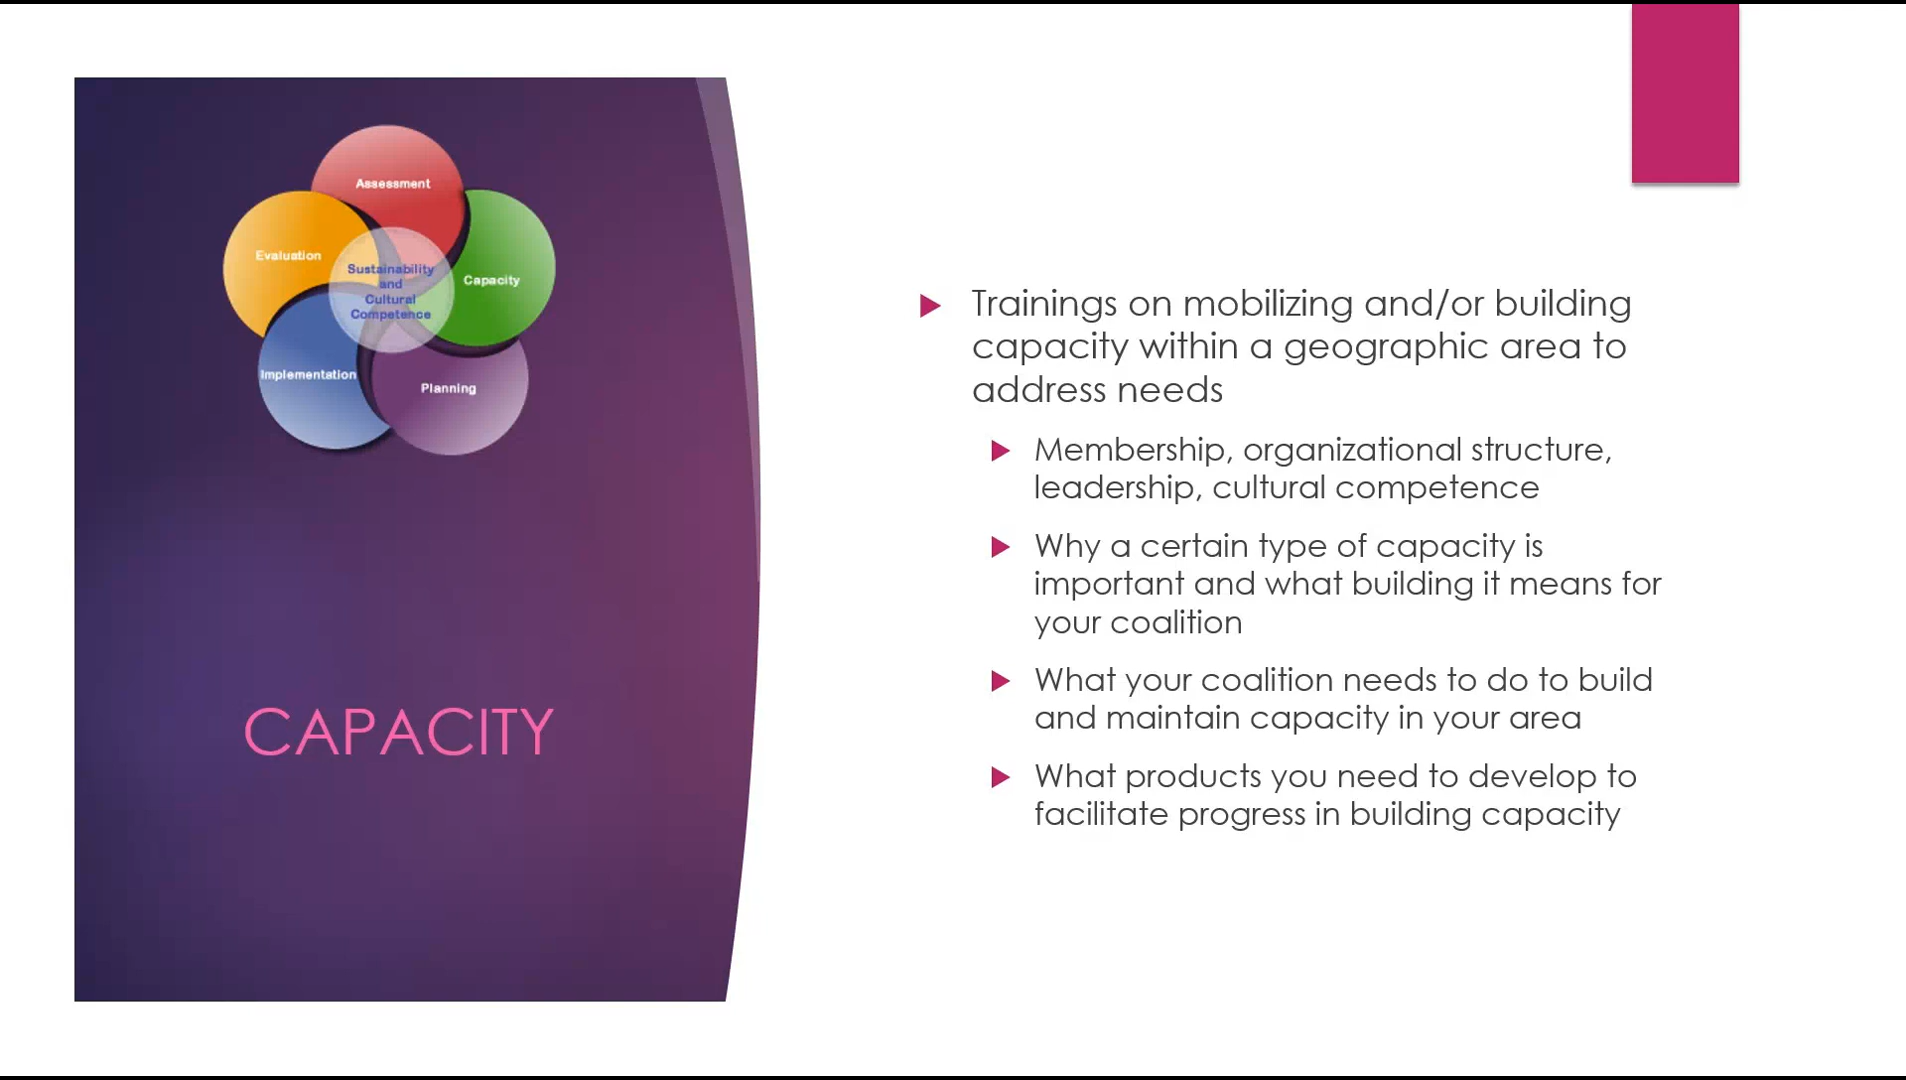 Assessment
Evaluation
Capacity
Sustainability
and
Cultural
Competence
Implementation
Planning
CAPACITY
Trainings on mobilizing and/or building
capacity within a geographic area to
address needs
Membership, organizational structure,
leadership, cultural competence
Why a certain type of capacity is
important and what building it means for
your coalition
What your coalition needs to do to build
and maintain capacity in your area
What products you need to develop to
facilitate progress in building capacity